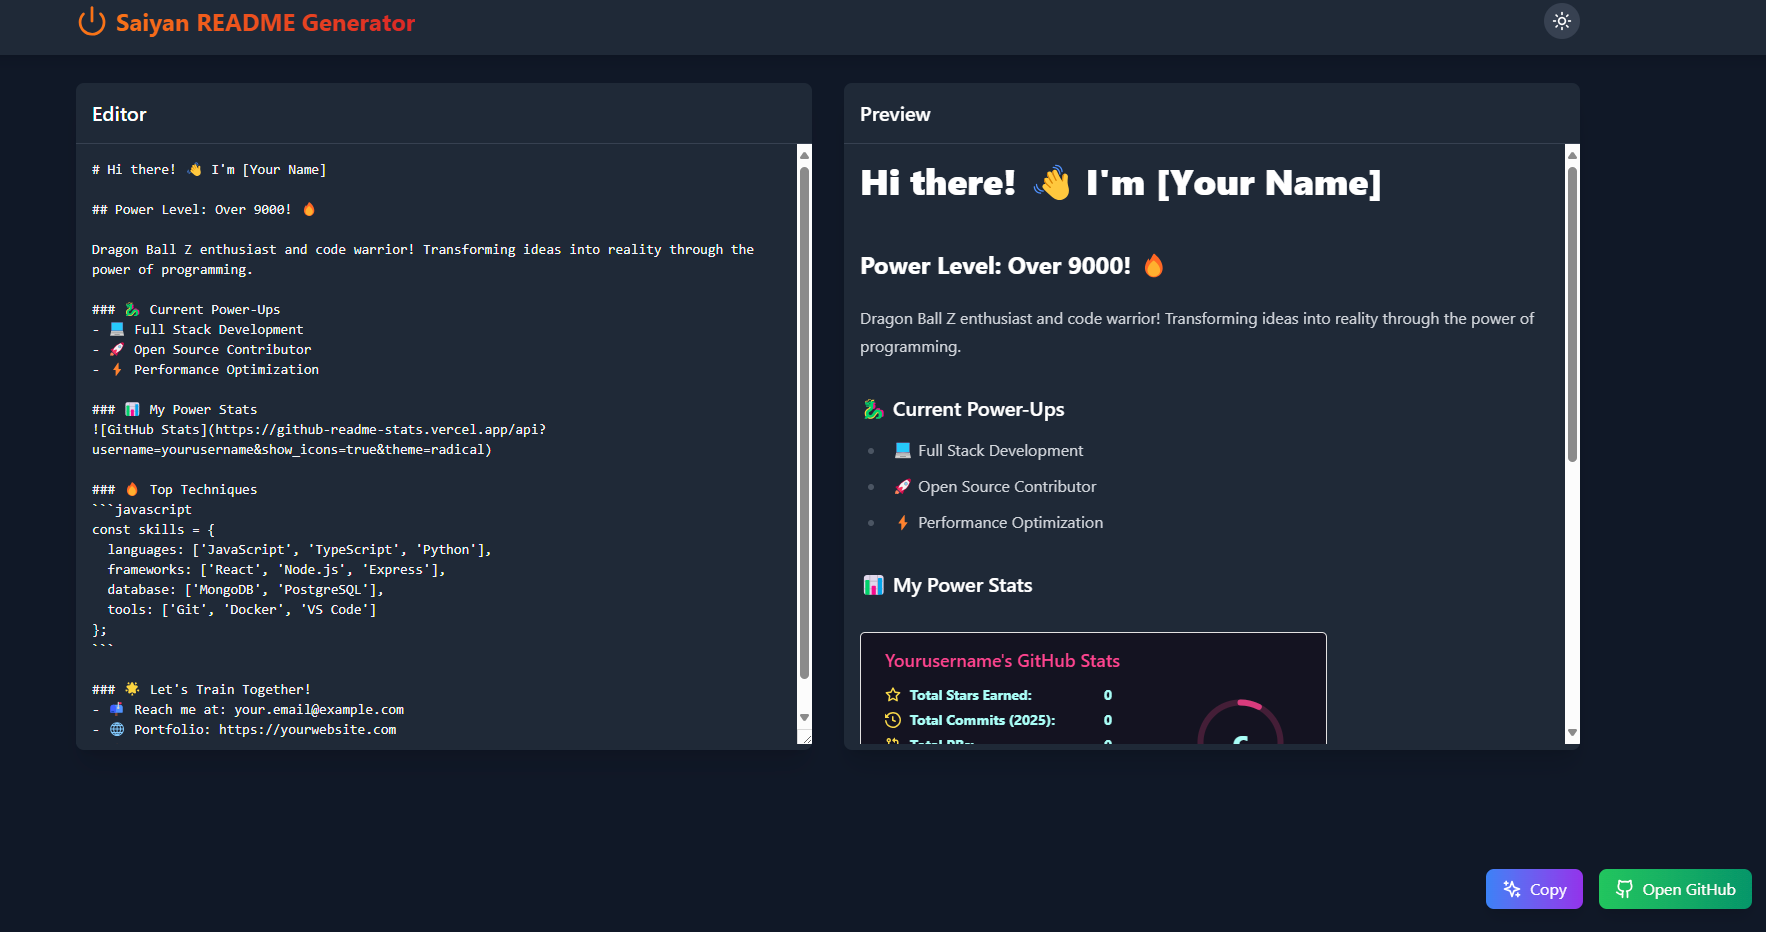 Saiyan README Generator
Editor
# Hi there! 👋 I'm [Your Name]
## Power Level: Over 9000! 🔥
Dragon Ball Z enthusiast and code warrior! Transforming ideas into reality through the
power of programming.
### 🐉 Current Power-Ups
- 💻 Full Stack Development
- 🚀 Open Source Contributor
- ⚡ Performance Optimization
### 📊 My Power Stats
![GitHub Stats](https://github-readme-stats.vercel.app/api?
username=yourusername&show_icons=true&theme=radical)
### 🔥 Top Techniques
```javascript
const skills = {
  languages: ['JavaScript', 'TypeScript', 'Python'],
  frameworks: ['React', 'Node.js', 'Express'],
  database: ['MongoDB', 'PostgreSQL'],
  tools: ['Git', 'Docker', 'VS Code']
};
```
### 🌟 Let's Train Together!
- 📫 Reach me at: your.email@example.com
- 🌐 Portfolio: https://yourwebsite.com
Preview
Hi there! 👋 I'm [Your Name]
Power Level: Over 9000! 🔥
Dragon Ball Z enthusiast and code warrior! Transforming ideas into reality through the power of
programming.
🐉 Current Power-Ups
💻 Full Stack Development
🚀 Open Source Contributor
⚡ Performance Optimization
📊 My Power Stats
Yourusername's GitHub Stats
Total Stars Earned: 0
Total Commits (2025): 0
Total PRs: 0
Copy
Open GitHub